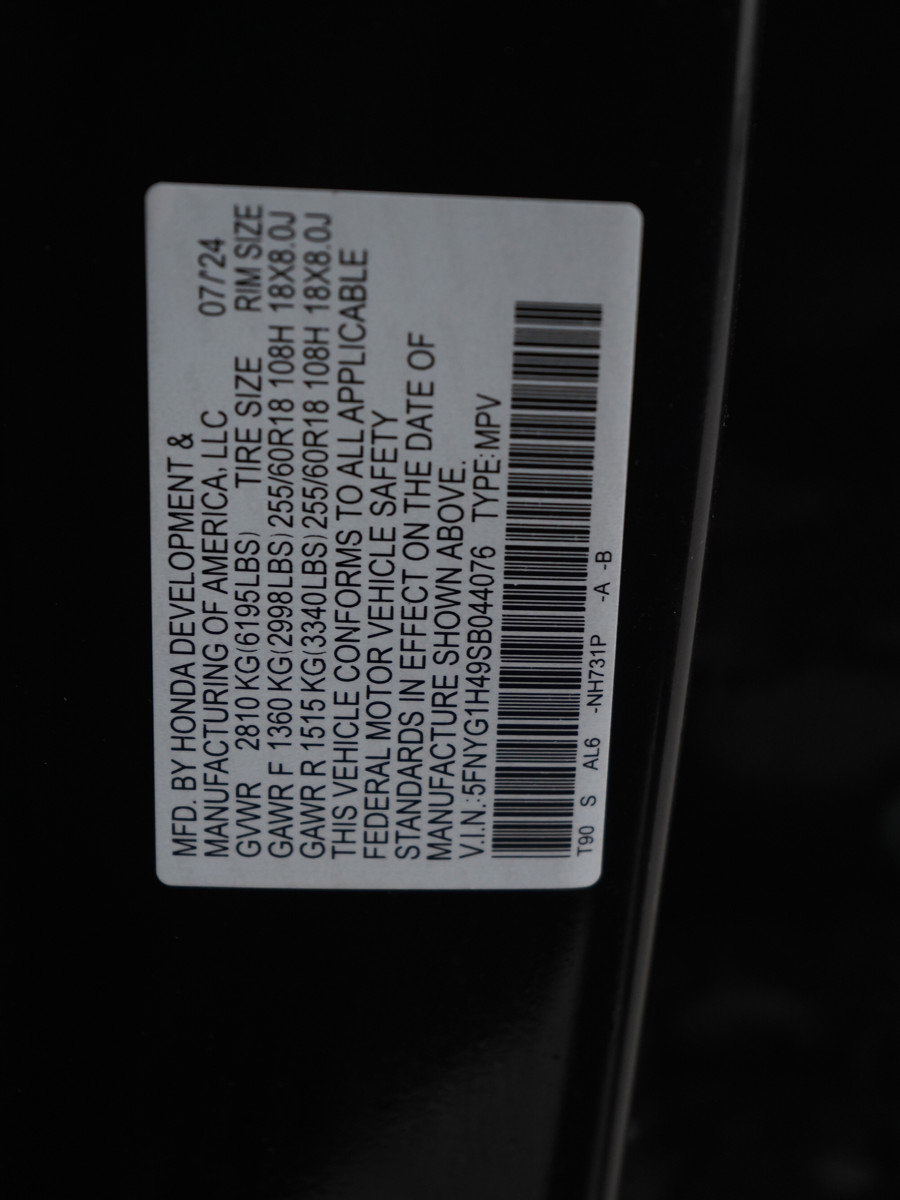 MFD. BY HONDA DEVELOPMENT &
MANUFACTURING OF AMERICA, LLC 07/'24
GVWR 2810 KG(6195LBS) TIRE SIZE RIM SIZE
GAWR F 1360 KG(2998LBS) 255/60R18 108H 18X8.0J
GAWR R 1515 KG(3340LBS) 255/60R18 108H 18X8.0J
THIS VEHICLE CONFORMS TO ALL APPLICABLE
FEDERAL MOTOR VEHICLE SAFETY
STANDARDS IN EFFECT ON THE DATE OF
MANUFACTURE SHOWN ABOVE.
V.I.N.:5FNYG1H49SB044076 TYPE:MPV
T90 S AL6 -NH731P -A -B